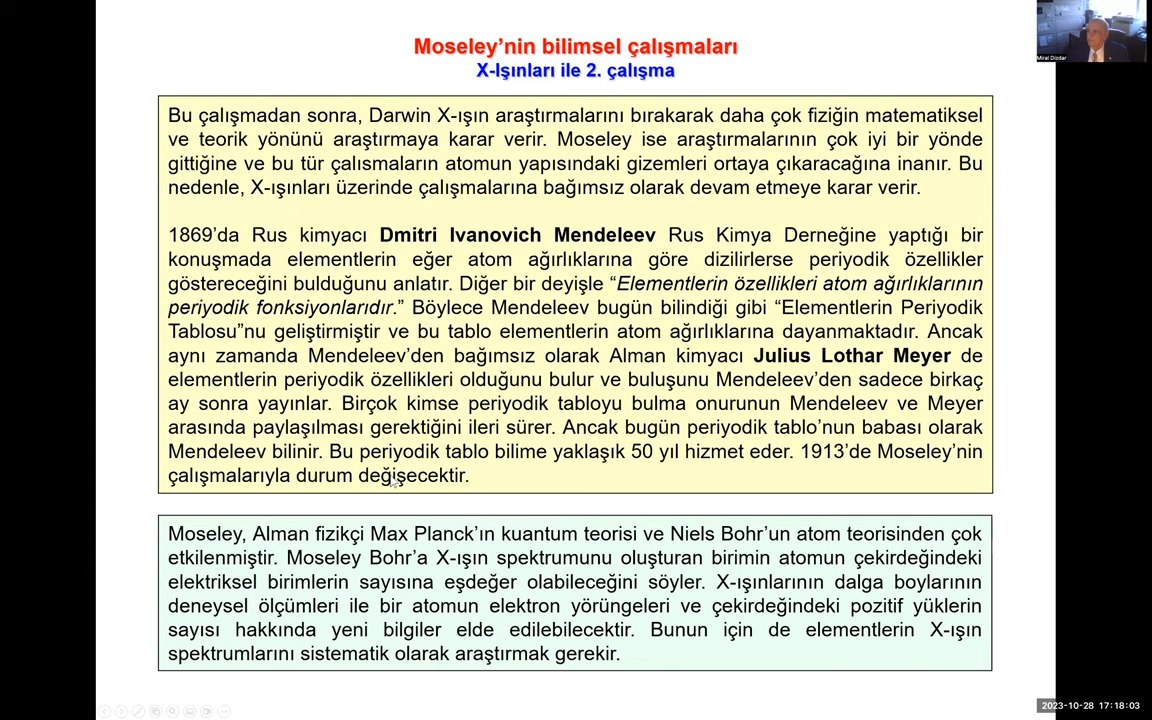 Moseley’nin bilimsel çalışmaları
X-Işınları ile 2. çalışma
Miral Dizdar
Bu çalışmadan sonra, Darwin X-ışın araştırmalarını bırakarak daha çok fiziğin matematiksel
ve teorik yönünü araştırmaya karar verir. Moseley ise araştırmalarının çok iyi bir yönde
gittiğine ve bu tür çalısmaların atomun yapısındaki gizemleri ortaya çıkaracağına inanır. Bu
nedenle, X-ışınları üzerinde çalışmalarına bağımsız olarak devam etmeye karar verir.
1869’da Rus kimyacı Dmitri Ivanovich Mendeleev Rus Kimya Derneğine yaptığı bir
konuşmada elementlerin eğer atom ağırlıklarına göre dizilirlerse periyodik özellikler
göstereceğini bulduğunu anlatır. Diğer bir deyişle “Elementlerin özellikleri atom ağırlıklarının
periyodik fonksiyonlarıdır.” Böylece Mendeleev bugün bilindiği gibi “Elementlerin Periyodik
Tablosu”nu geliştirmiştir ve bu tablo elementlerin atom ağırlıklarına dayanmaktadır. Ancak
aynı zamanda Mendeleev’den bağımsız olarak Alman kimyacı Julius Lothar Meyer de
elementlerin periyodik özellikleri olduğunu bulur ve buluşunu Mendeleev’den sadece birkaç
ay sonra yayınlar. Birçok kimse periyodik tabloyu bulma onurunun Mendeleev ve Meyer
arasında paylaşılması gerektiğini ileri sürer. Ancak bugün periyodik tablo’nun babası olarak
Mendeleev bilinir. Bu periyodik tablo bilime yaklaşık 50 yıl hizmet eder. 1913’de Moseley’nin
çalışmalarıyla durum değişecektir.
Moseley, Alman fizikçi Max Planck’ın kuantum teorisi ve Niels Bohr’un atom teorisinden çok
etkilenmiştir. Moseley Bohr’a X-ışın spektrumunu oluşturan birimin atomun çekirdeğindeki
elektriksel birimlerin sayısına eşdeğer olabileceğini söyler. X-ışınlarının dalga boylarının
deneysel ölçümleri ile bir atomun elektron yörüngeleri ve çekirdeğindeki pozitif yüklerin
sayısı hakkında yeni bilgiler elde edilebilecektir. Bunun için de elementlerin X-ışın
spektrumlarını sistematik olarak araştırmak gerekir.
2023-10-28 17:18:03